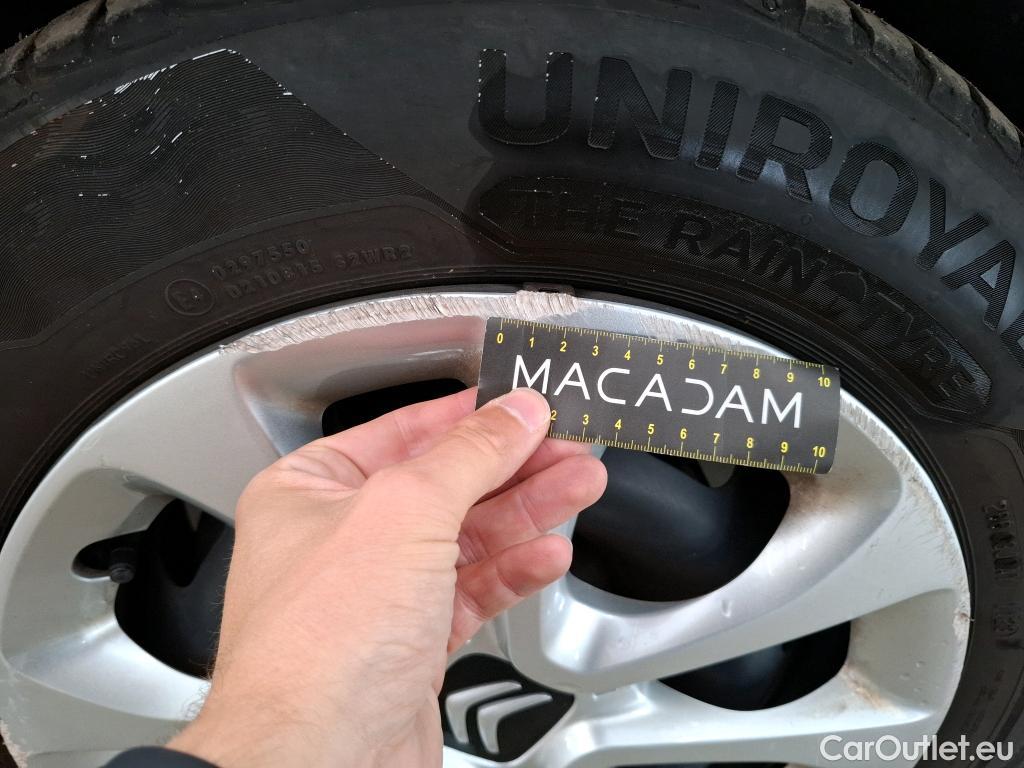 UNIROYAL
THE RAIN TYRE
0297550
E4 0210815 S2WR2
0 1 2 3 4 5 6 7 8 9 10
MACADAM
2 3 4 5 6 7 8 9 10
CarOutlet.eu